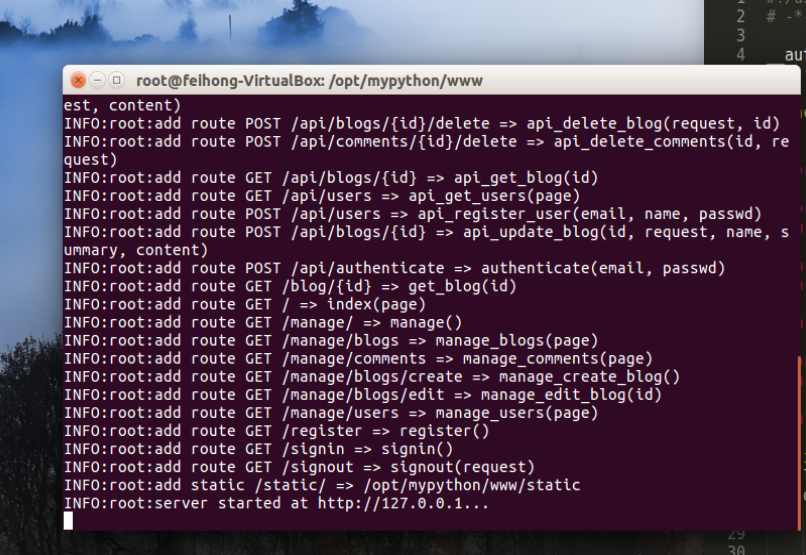 root@feihong-VirtualBox: /opt/mypython/www
est, content)
INFO:root:add route POST /api/blogs/{id}/delete => api_delete_blog(request, id)
INFO:root:add route POST /api/comments/{id}/delete => api_delete_comments(id, re
quest)
INFO:root:add route GET /api/blogs/{id} => api_get_blog(id)
INFO:root:add route GET /api/users => api_get_users(page)
INFO:root:add route POST /api/users => api_register_user(email, name, passwd)
INFO:root:add route POST /api/blogs/{id} => api_update_blog(id, request, name, s
ummary, content)
INFO:root:add route POST /api/authenticate => authenticate(email, passwd)
INFO:root:add route GET /blog/{id} => get_blog(id)
INFO:root:add route GET / => index(page)
INFO:root:add route GET /manage/ => manage()
INFO:root:add route GET /manage/blogs => manage_blogs(page)
INFO:root:add route GET /manage/comments => manage_comments(page)
INFO:root:add route GET /manage/blogs/create => manage_create_blog()
INFO:root:add route GET /manage/blogs/edit => manage_edit_blog(id)
INFO:root:add route GET /manage/users => manage_users(page)
INFO:root:add route GET /register => register()
INFO:root:add route GET /signin => signin()
INFO:root:add route GET /signout => signout(request)
INFO:root:add static /static/ => /opt/mypython/www/static
INFO:root:server started at http://127.0.0.1...
2 # -*
3
4 __aut
29
30